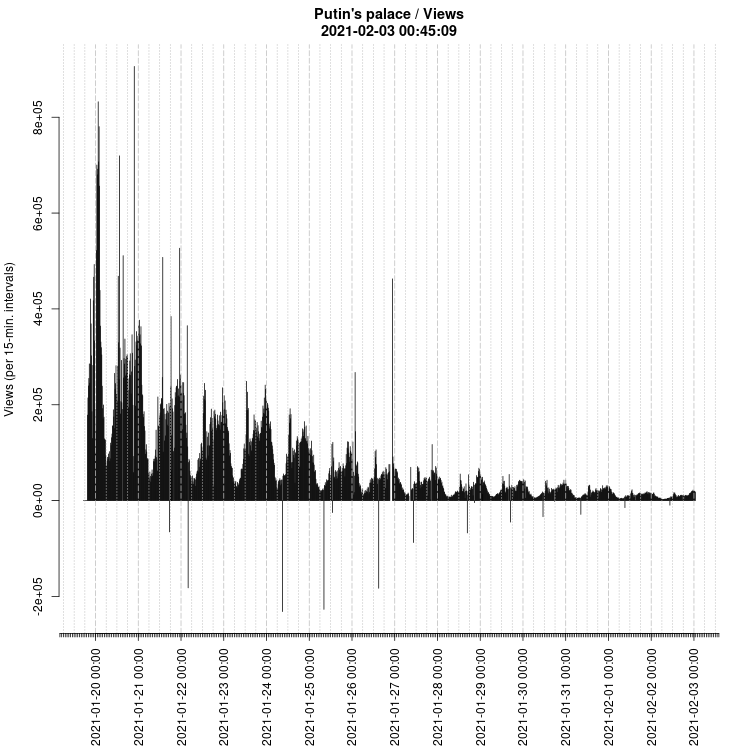 Putin's palace / Views
2021-02-03 00:45:09
Views (per 15-min. intervals)
8e+05
6e+05
4e+05
2e+05
0e+00
-2e+05
2021-01-20 00:00
2021-01-21 00:00
2021-01-22 00:00
2021-01-23 00:00
2021-01-24 00:00
2021-01-25 00:00
2021-01-26 00:00
2021-01-27 00:00
2021-01-28 00:00
2021-01-29 00:00
2021-01-30 00:00
2021-01-31 00:00
2021-02-01 00:00
2021-02-02 00:00
2021-02-03 00:00